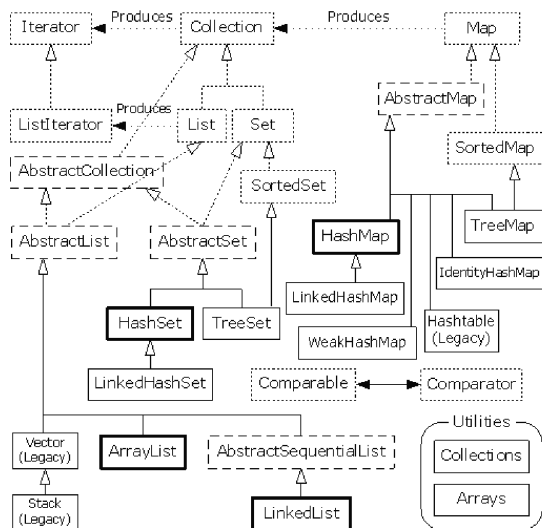 Iterator
Produces
Collection
Produces
Map
AbstractMap
ListIterator
Produces
List
Set
SortedMap
AbstractCollection
SortedSet
AbstractList
AbstractSet
HashMap
TreeMap
IdentityHashMap
LinkedHashMap
HashSet
TreeSet
Hashtable
(Legacy)
WeakHashMap
LinkedHashSet
Comparable
Comparator
Utilities
Vector
(Legacy)
ArrayList
AbstractSequentialList
Collections
Stack
(Legacy)
LinkedList
Arrays